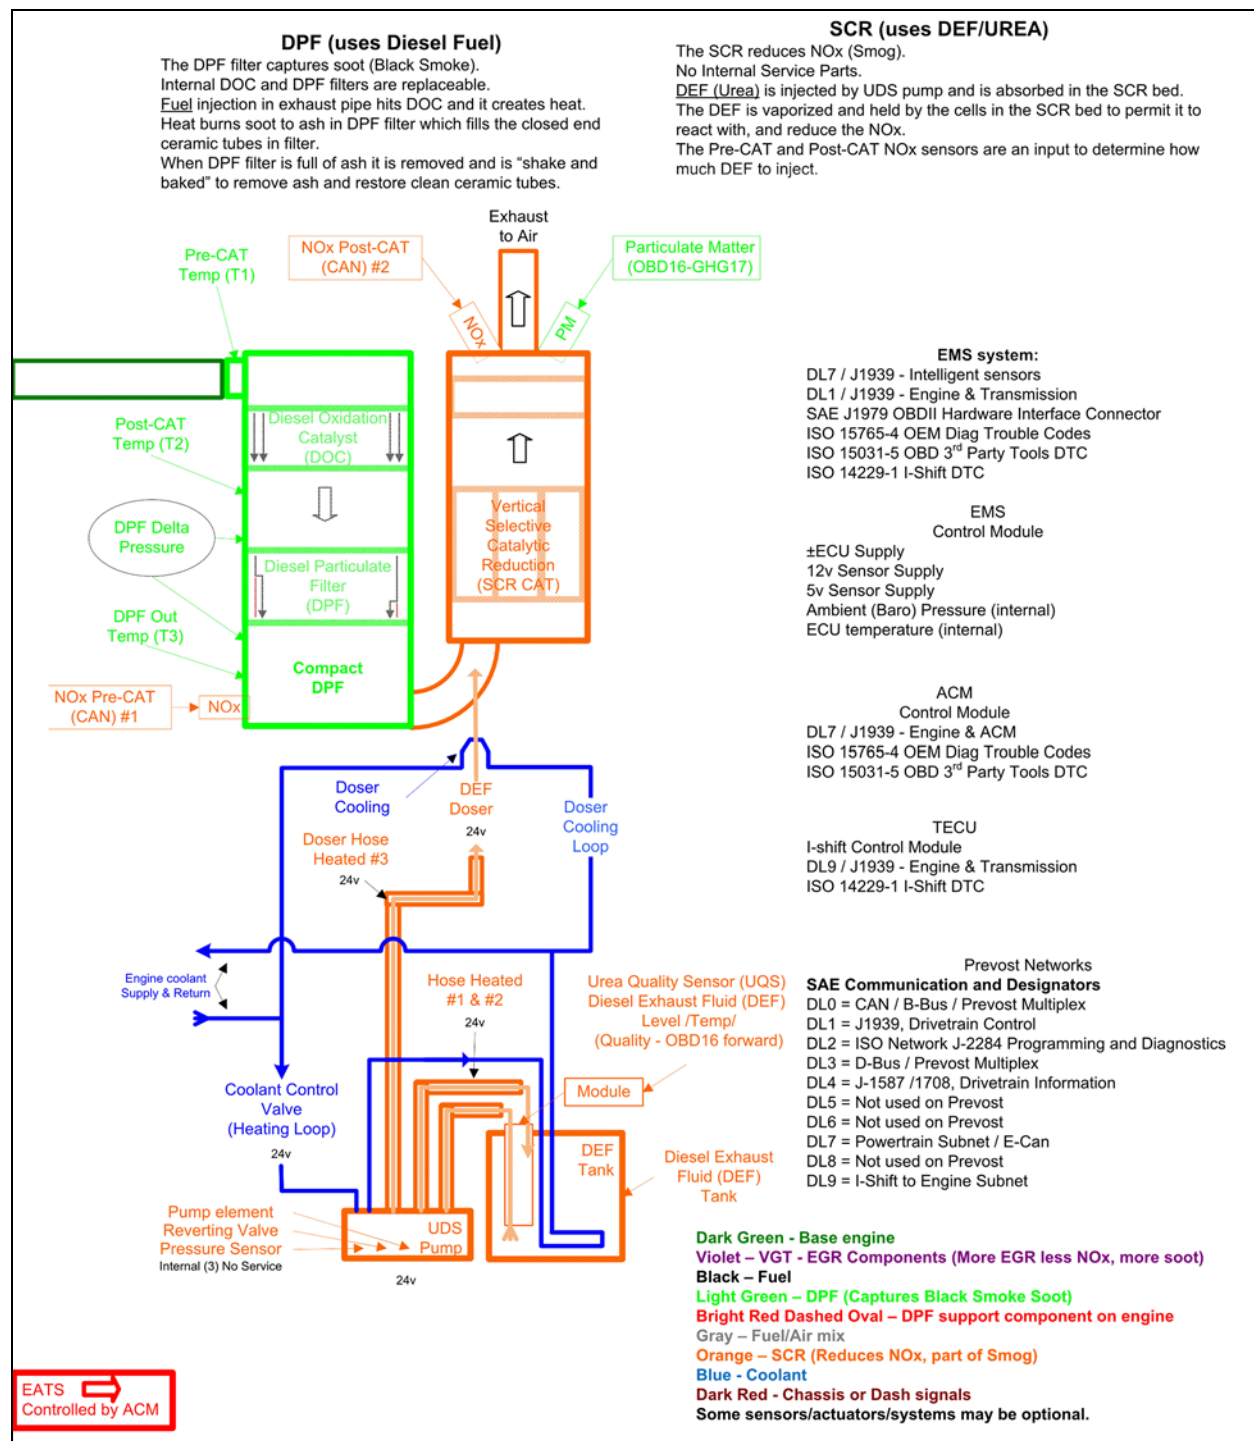 DPF (uses Diesel Fuel)
The DPF filter captures soot (Black Smoke).
Internal DOC and DPF filters are replaceable.
Fuel injection in exhaust pipe hits DOC and it creates heat.
Heat burns soot to ash in DPF filter which fills the closed end
ceramic tubes in filter.
When DPF filter is full of ash it is removed and is “shake and
baked” to remove ash and restore clean ceramic tubes.
SCR (uses DEF/UREA)
The SCR reduces NOx (Smog).
No Internal Service Parts.
DEF (Urea) is injected by UDS pump and is absorbed in the SCR bed.
The DEF is vaporized and held by the cells in the SCR bed to permit it to
react with, and reduce the NOx.
The Pre-CAT and Post-CAT NOx sensors are an input to determine how
much DEF to inject.
Exhaust
to Air
Pre-CAT
Temp (T1)
NOx Post-CAT
(CAN) #2
Particulate Matter
(OBD16-GHG17)
NOx
PM
Post-CAT
Temp (T2)
Diesel Oxidation
Catalyst
(DOC)
DPF Delta
Pressure
Diesel Particulate
Filter
(DPF)
Vertical
Selective
Catalytic
Reduction
(SCR CAT)
DPF Out
Temp (T3)
Compact
DPF
NOx Pre-CAT
(CAN) #1
NOx
Doser
Cooling
DEF
Doser
24v
Doser
Cooling
Loop
Doser Hose
Heated #3
24v
Engine coolant
Supply & Return
Hose Heated
#1 & #2
24v
Urea Quality Sensor (UQS)
Diesel Exhaust Fluid (DEF)
Level /Temp/
(Quality - OBD16 forward)
Module
Coolant Control
Valve
(Heating Loop)
24v
DEF
Tank
Diesel Exhaust
Fluid (DEF)
Tank
Pump element
Reverting Valve
Pressure Sensor
Internal (3) No Service
UDS
Pump
24v
EMS system:
DL7 / J1939 - Intelligent sensors
DL1 / J1939 - Engine & Transmission
SAE J1979 OBDII Hardware Interface Connector
ISO 15765-4 OEM Diag Trouble Codes
ISO 15031-5 OBD 3rd Party Tools DTC
ISO 14229-1 I-Shift DTC
EMS
Control Module
±ECU Supply
12v Sensor Supply
5v Sensor Supply
Ambient (Baro) Pressure (internal)
ECU temperature (internal)
ACM
Control Module
DL7 / J1939 - Engine & ACM
ISO 15765-4 OEM Diag Trouble Codes
ISO 15031-5 OBD 3rd Party Tools DTC
TECU
I-shift Control Module
DL9 / J1939 - Engine & Transmission
ISO 14229-1 I-Shift DTC
Prevost Networks
SAE Communication and Designators
DL0 = CAN / B-Bus / Prevost Multiplex
DL1 = J1939, Drivetrain Control
DL2 = ISO Network J-2284 Programming and Diagnostics
DL3 = D-Bus / Prevost Multiplex
DL4 = J-1587 /1708, Drivetrain Information
DL5 = Not used on Prevost
DL6 = Not used on Prevost
DL7 = Powertrain Subnet / E-Can
DL8 = Not used on Prevost
DL9 = I-Shift to Engine Subnet
Dark Green - Base engine
Violet – VGT - EGR Components (More EGR less NOx, more soot)
Black – Fuel
Light Green – DPF (Captures Black Smoke Soot)
Bright Red Dashed Oval – DPF support component on engine
Gray – Fuel/Air mix
Orange – SCR (Reduces NOx, part of Smog)
Blue - Coolant
Dark Red - Chassis or Dash signals
Some sensors/actuators/systems may be optional.
EATS
Controlled by ACM